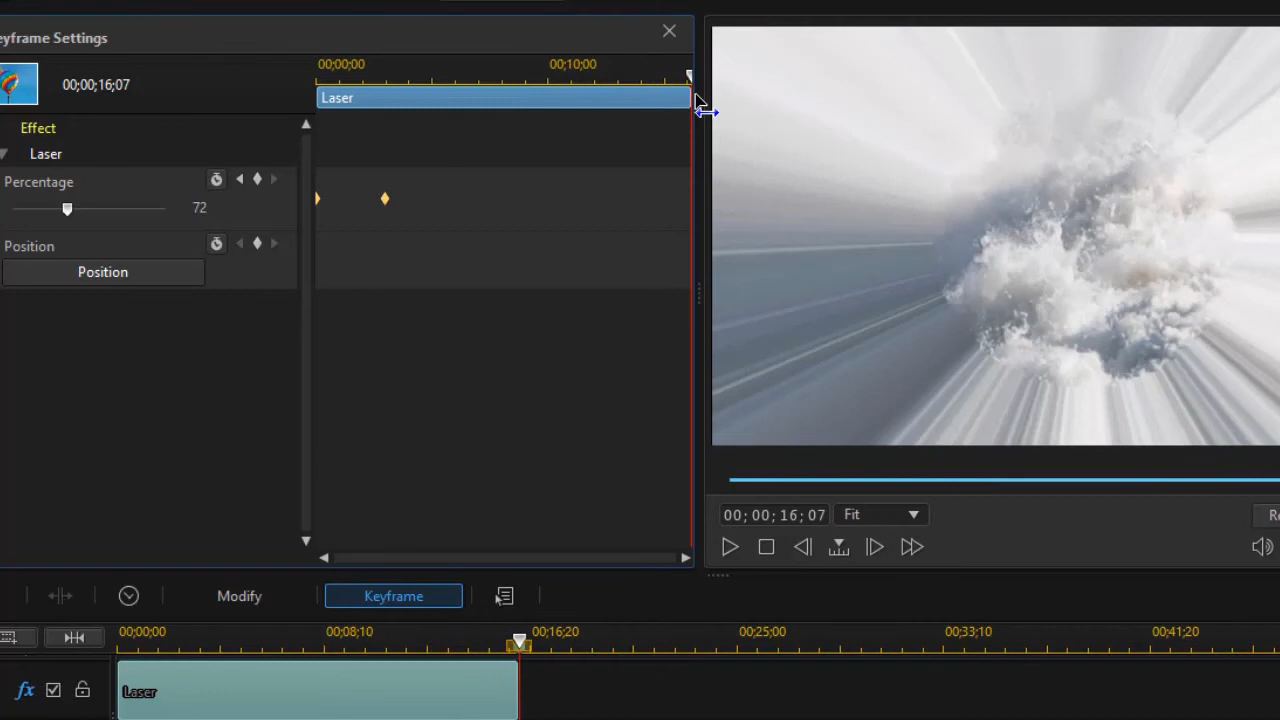 eyframe Settings
00;00;16;07
00;00;00 00;10;00
Laser
Effect
Laser
Percentage
72
Position
Position
00; 00; 16; 07 Fit
Re
Modify Keyframe
00;00;00 00;08;10 00;16;20 00;25;00 00;33;10 00;41;20
fx Laser